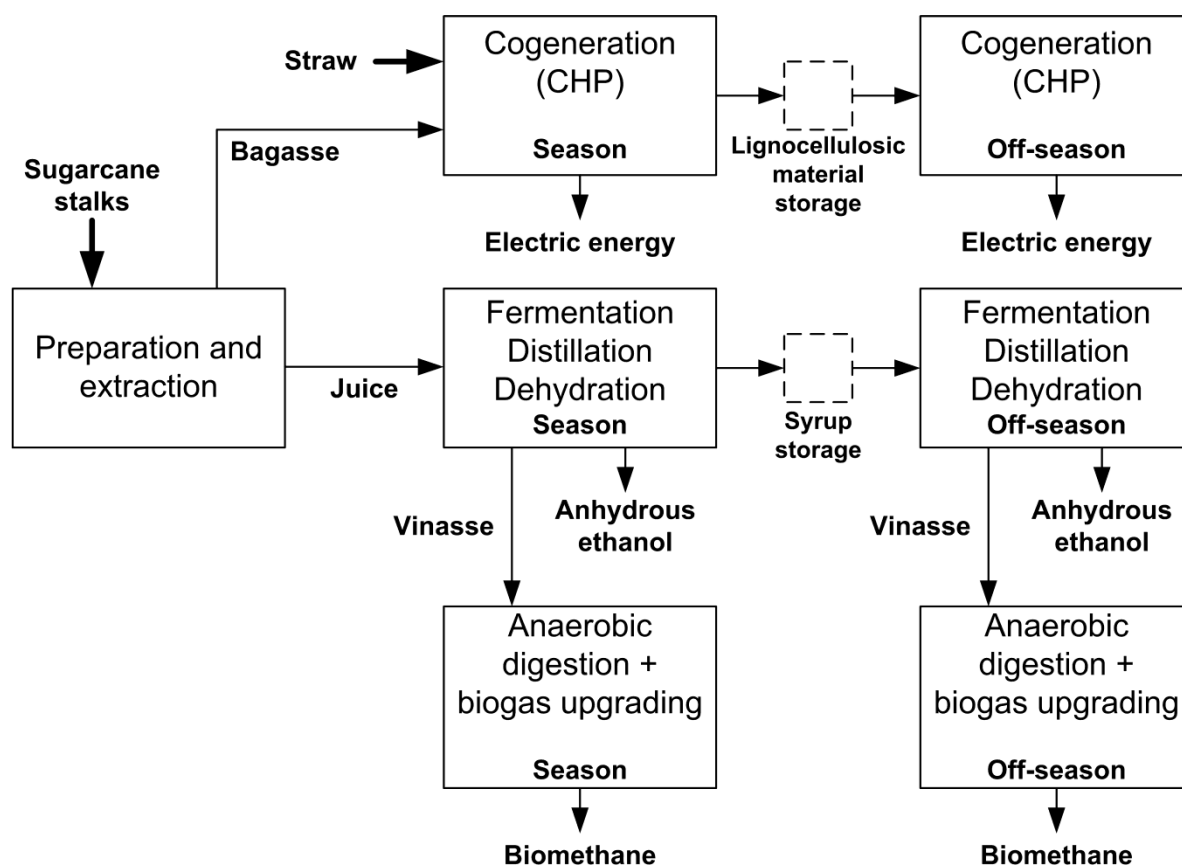 Straw
Cogeneration
(CHP)
Season
Bagasse
Lignocellulosic
material
storage
Cogeneration
(CHP)
Off-season
Sugarcane
stalks
Electric energy
Electric energy
Preparation and
extraction
Juice
Fermentation
Distillation
Dehydration
Season
Syrup
storage
Fermentation
Distillation
Dehydration
Off-season
Vinasse
Anhydrous
ethanol
Vinasse
Anhydrous
ethanol
Anaerobic
digestion +
biogas upgrading
Season
Anaerobic
digestion +
biogas upgrading
Off-season
Biomethane
Biomethane